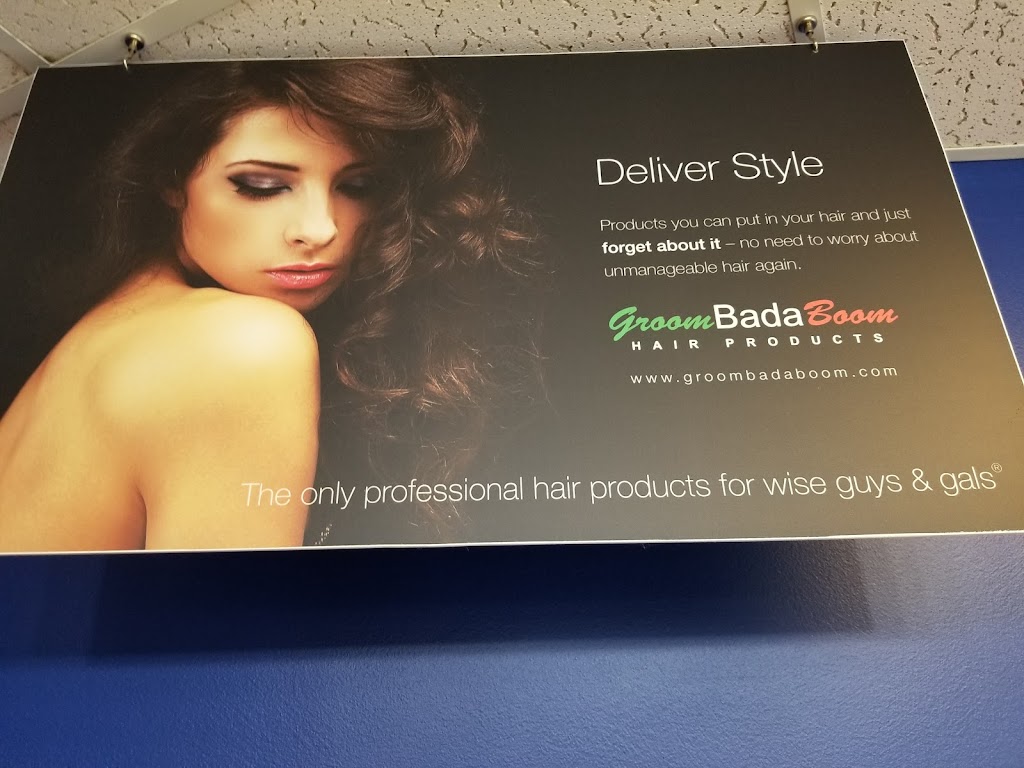 Deliver Style
Products you can put in your hair and just
forget about it – no need to worry about
unmanageable hair again.
GroomBadaBoom
HAIR PRODUCTS
www.groombadaboom.com
The only professional hair products for wise guys & gals®